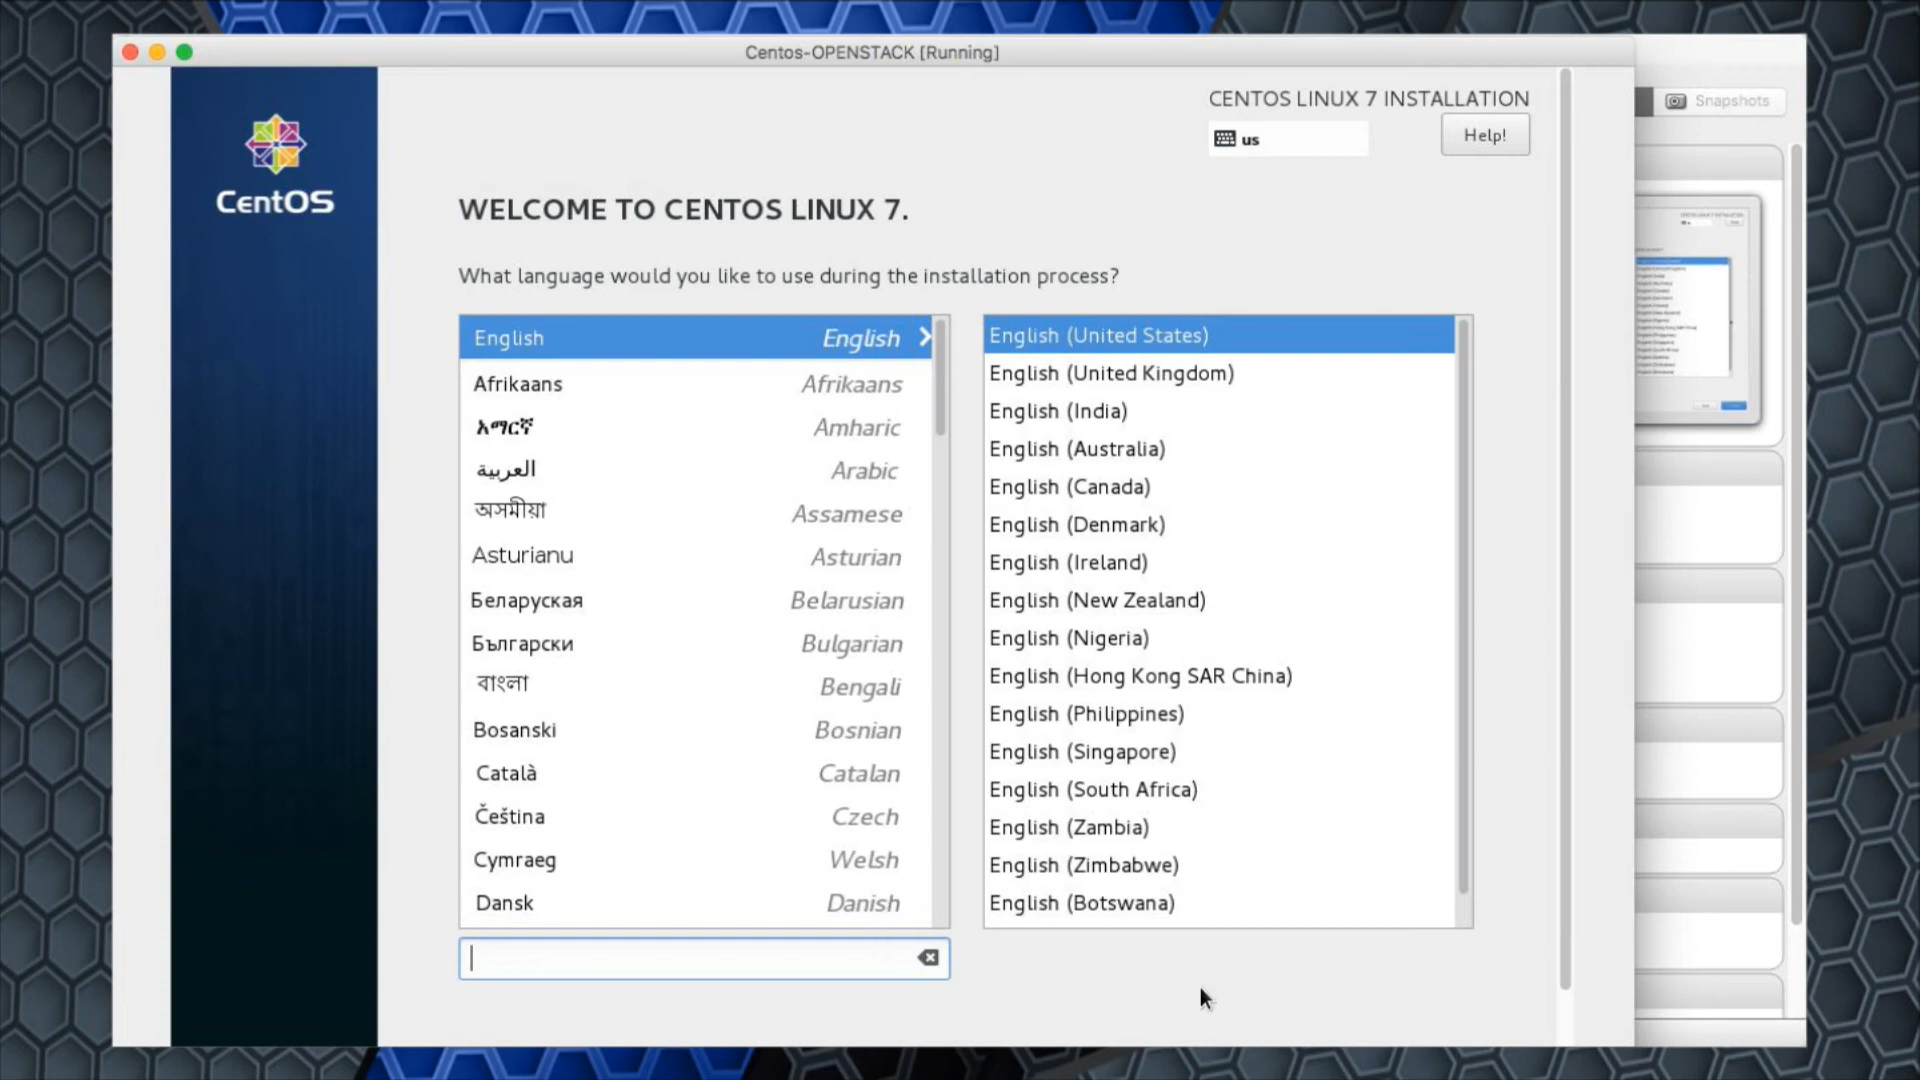 Centos-OPENSTACK [Running]
Snapshots
CentOS
CENTOS LINUX 7 INSTALLATION
us
Help!
WELCOME TO CENTOS LINUX 7.
What language would you like to use during the installation process?
English English
Afrikaans Afrikaans
አማርኛ Amharic
العربية Arabic
অসমীয়া Assamese
Asturianu Asturian
Беларуская Belarusian
Български Bulgarian
বাংলা Bengali
Bosanski Bosnian
Català Catalan
Čeština Czech
Cymraeg Welsh
Dansk Danish
English (United States)
English (United Kingdom)
English (India)
English (Australia)
English (Canada)
English (Denmark)
English (Ireland)
English (New Zealand)
English (Nigeria)
English (Hong Kong SAR China)
English (Philippines)
English (Singapore)
English (South Africa)
English (Zambia)
English (Zimbabwe)
English (Botswana)